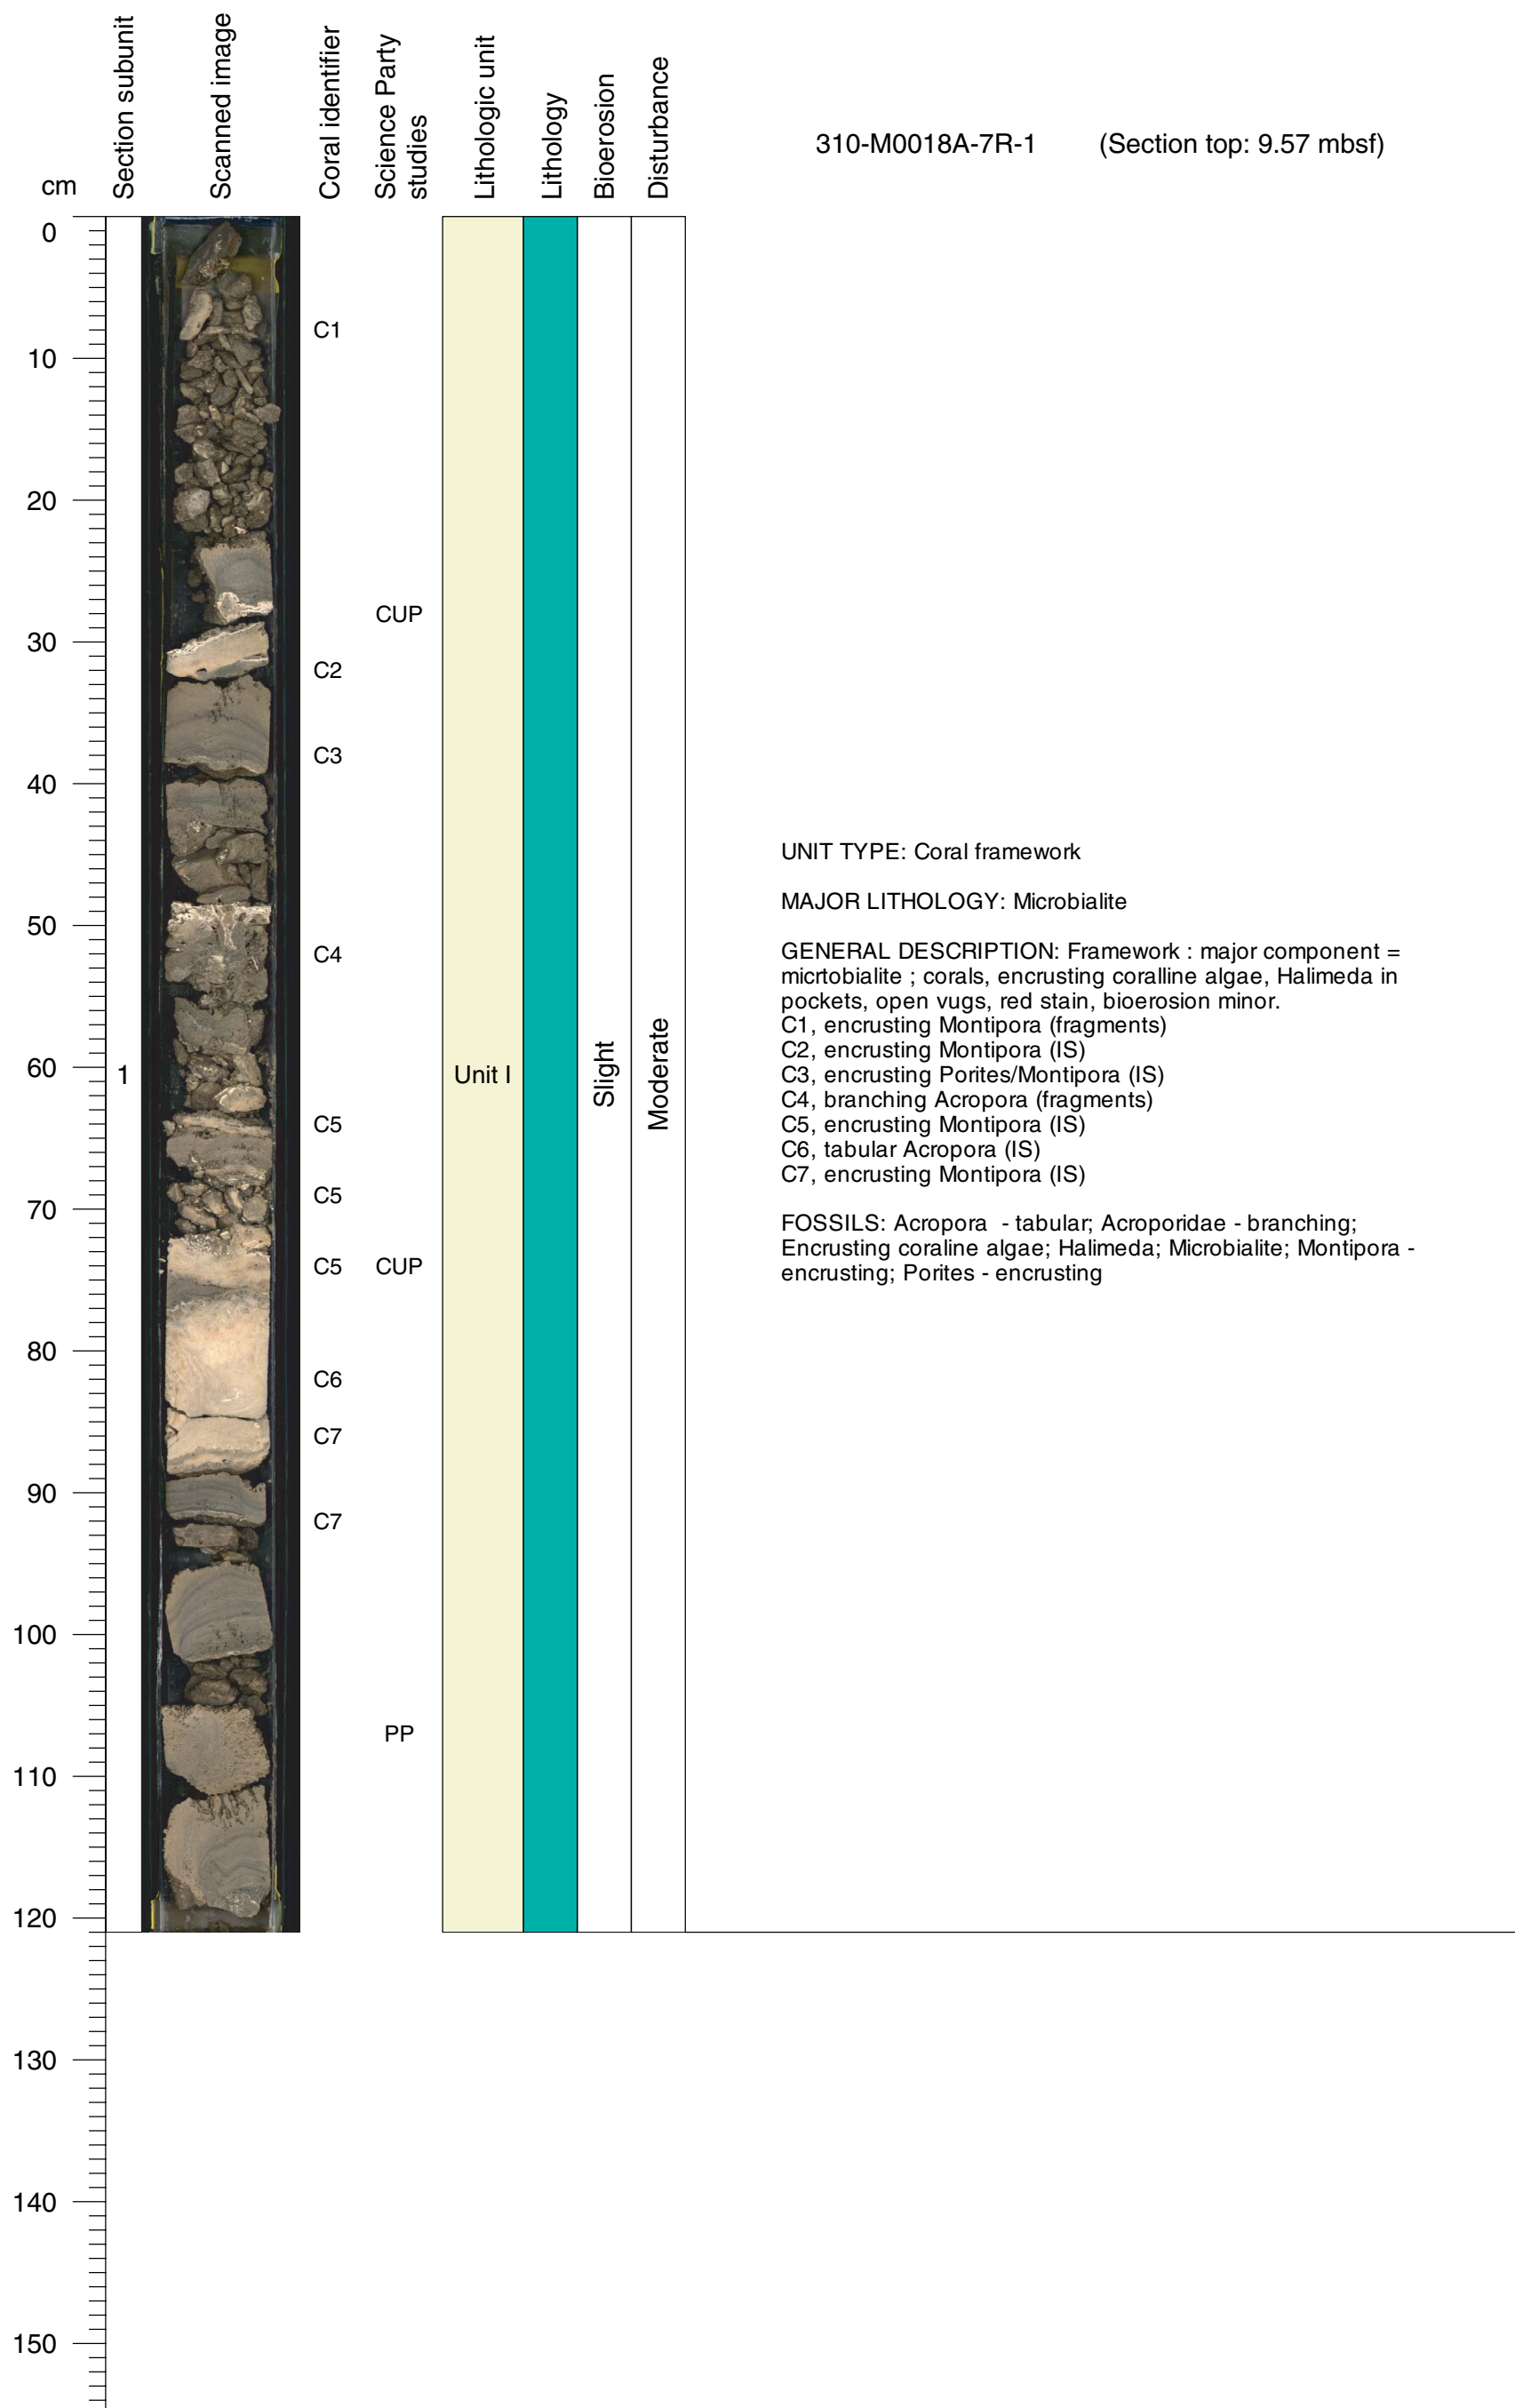 Section subunit
Scanned image
Coral identifier
Science Party
studies
Lithologic unit
Lithology
Bioerosion
Disturbance
310-M0018A-7R-1 (Section top: 9.57 mbsf)
cm
0
C1
10
20
CUP
30
C2
C3
40
50
C4
60
1
Unit I
Slight
Moderate
C5
C5
70
C5 CUP
80
C6
C7
90
C7
100
PP
110
120
130
140
150
UNIT TYPE: Coral framework
MAJOR LITHOLOGY: Microbialite
GENERAL DESCRIPTION: Framework : major component =
micrtobialite ; corals, encrusting coralline algae, Halimeda in
pockets, open vugs, red stain, bioerosion minor.
C1, encrusting Montipora (fragments)
C2, encrusting Montipora (IS)
C3, encrusting Porites/Montipora (IS)
C4, branching Acropora (fragments)
C5, encrusting Montipora (IS)
C6, tabular Acropora (IS)
C7, encrusting Montipora (IS)
FOSSILS: Acropora - tabular; Acroporidae - branching;
Encrusting coraline algae; Halimeda; Microbialite; Montipora -
encrusting; Porites - encrusting